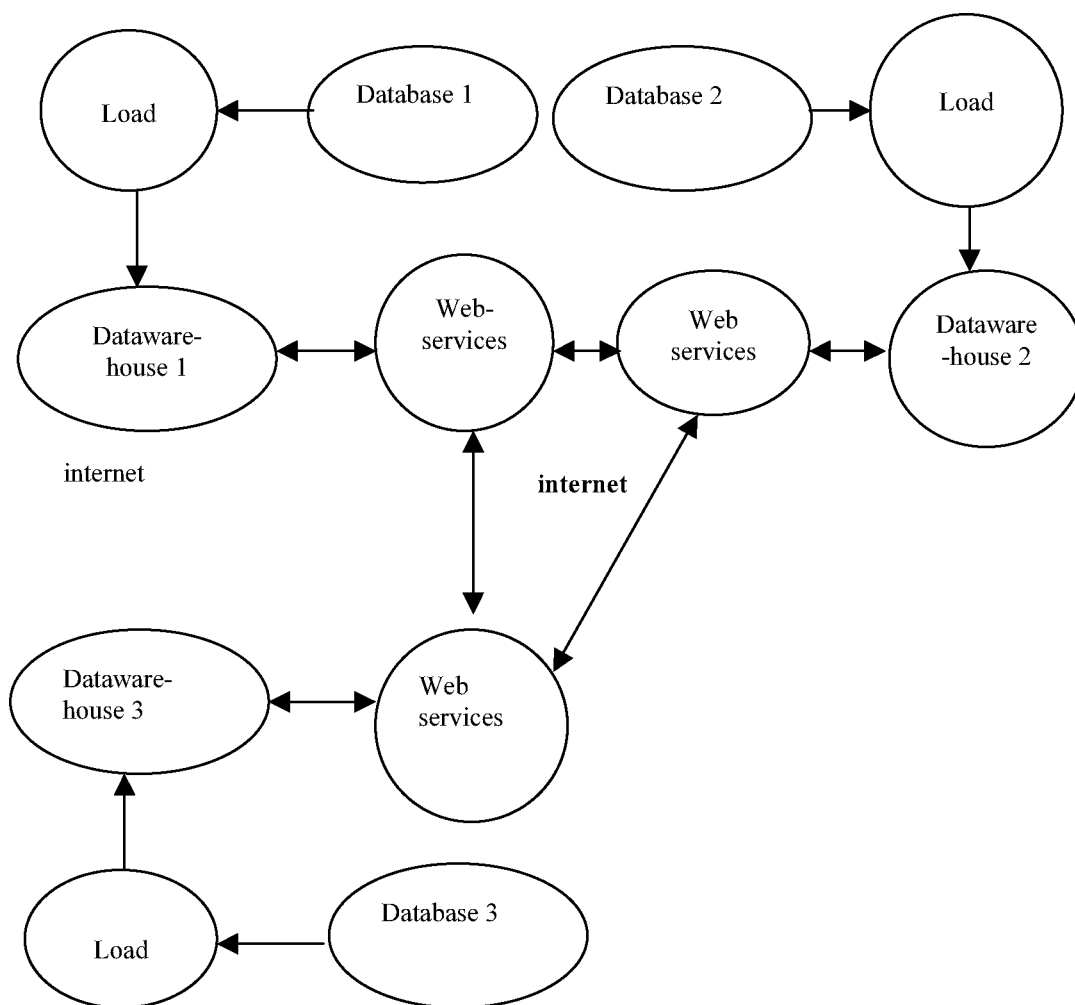 Load
Database 1
Database 2
Load
Dataware-
house 1
Web-
services
Web
services
Dataware
-house 2
internet
internet
Dataware-
house 3
Web
services
Load
Database 3